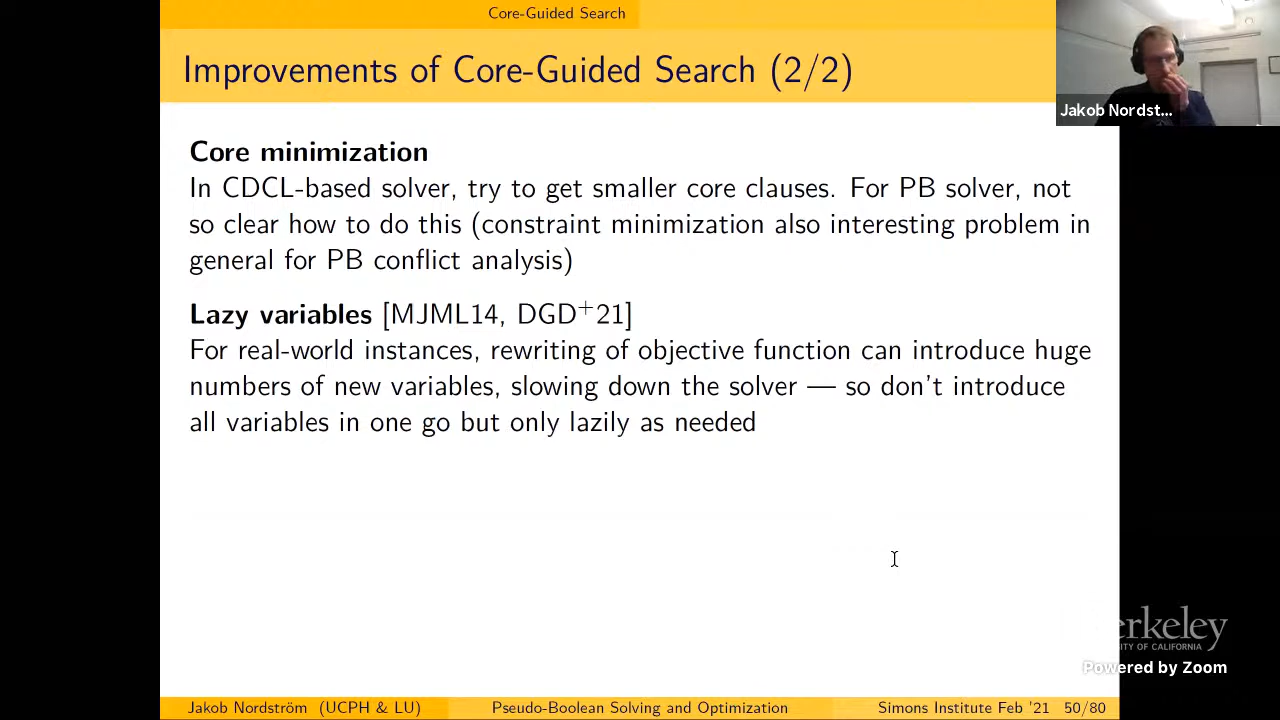 Core-Guided Search
Improvements of Core-Guided Search (2/2)
Jakob Nordst...
Core minimization
In CDCL-based solver, try to get smaller core clauses. For PB solver, not
so clear how to do this (constraint minimization also interesting problem in
general for PB conflict analysis)
Lazy variables [MJML14, DGD+21]
For real-world instances, rewriting of objective function can introduce huge
numbers of new variables, slowing down the solver — so don't introduce
all variables in one go but only lazily as needed
Powered by Zoom
Jakob Nordström (UCPH & LU) Pseudo-Boolean Solving and Optimization Simons Institute Feb '21 50/80